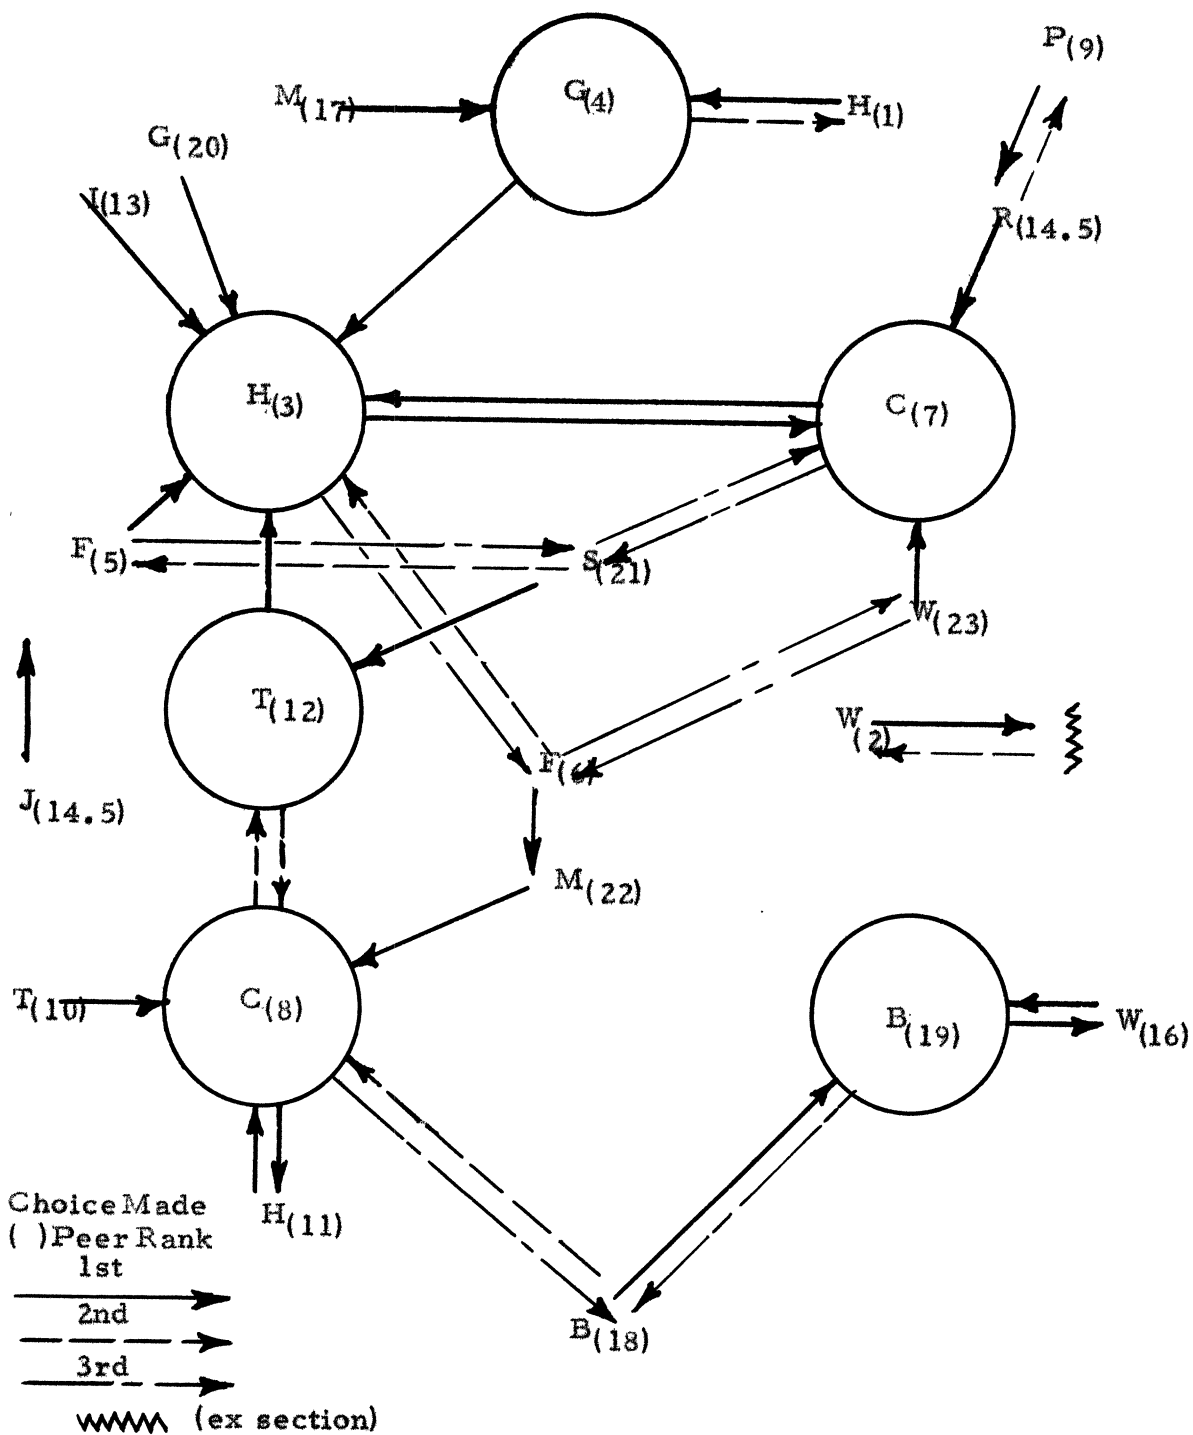 P(9)
G(4)
M(17)
H(1)
G(20)
I(13)
R(14.5)
H(3)
C(7)
F(5)
S(21)
W(23)
T(12)
W(2)
F(6)
J(14.5)
M(22)
C(8)
T(10)
B(19)
W(16)
Choice Made
( )Peer Rank
H(11)
1st
2nd
B(18)
3rd
(ex section)